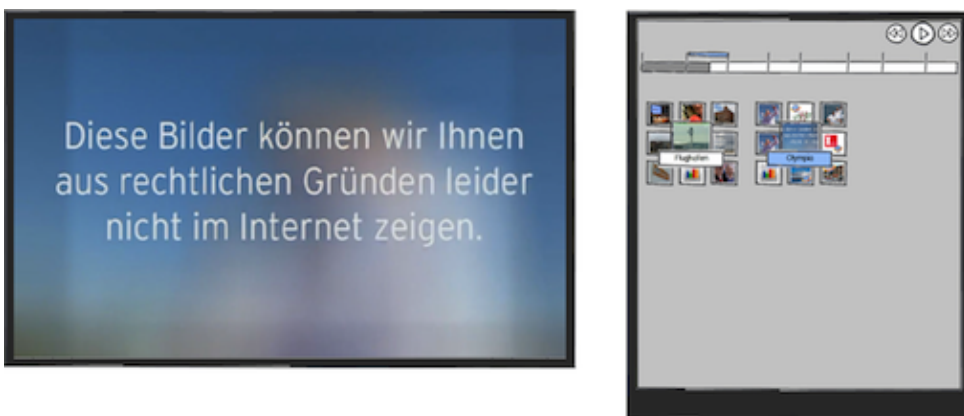 Diese Bilder können wir Ihnen
aus rechtlichen Gründen leider
nicht im Internet zeigen.
Flughafen
Olympia